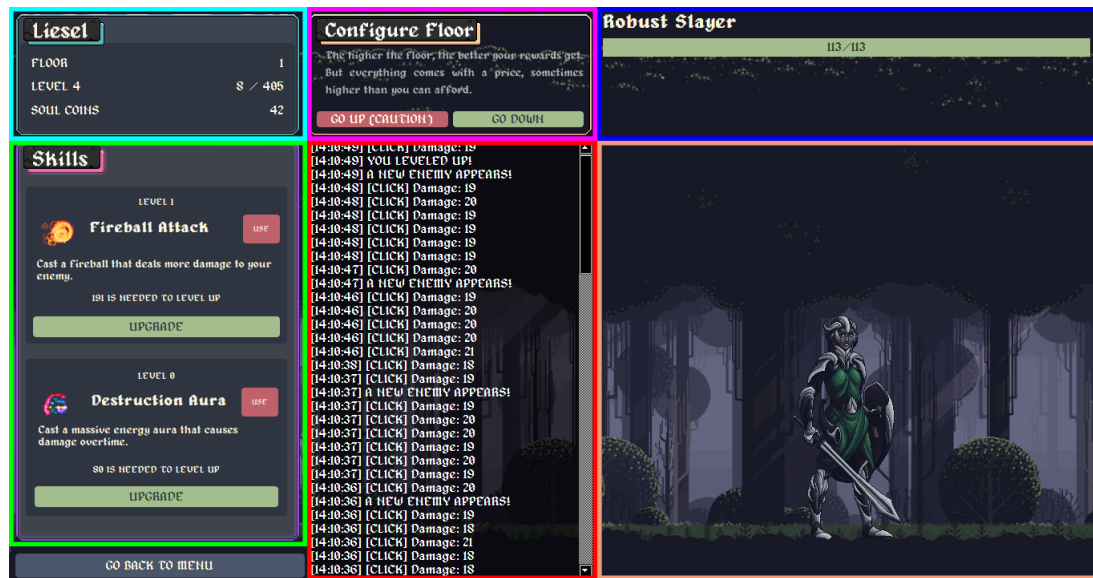 Liesel
FLOOR 1
LEVEL 4 8 / 405
SOUL COINS 42
Configure Floor
The higher the floor, the better your rewards get.
But everything comes with a price, sometimes
higher than you can afford.
GO UP (CAUTION) GO DOWN
Robust Slayer
113/113
Skills
LEVEL 1
Fireball Attack
USE
Cast a fireball that deals more damage to your
enemy.
191 IS NEEDED TO LEVEL UP
UPGRADE
LEVEL 0
Destruction Aura
USE
Cast a massive energy aura that causes
damage overtime.
80 IS NEEDED TO LEVEL UP
UPGRADE
GO BACK TO MENU
[14:10:49] [CLICK] Damage: 19
[14:10:49] YOU LEVELED UP!
[14:10:49] A NEW ENEMY APPEARS!
[14:10:48] [CLICK] Damage: 19
[14:10:48] [CLICK] Damage: 20
[14:10:48] [CLICK] Damage: 19
[14:10:48] [CLICK] Damage: 19
[14:10:48] [CLICK] Damage: 19
[14:10:48] [CLICK] Damage: 19
[14:10:47] [CLICK] Damage: 20
[14:10:47] A NEW ENEMY APPEARS!
[14:10:46] [CLICK] Damage: 19
[14:10:46] [CLICK] Damage: 20
[14:10:46] [CLICK] Damage: 20
[14:10:46] [CLICK] Damage: 20
[14:10:46] [CLICK] Damage: 21
[14:10:38] [CLICK] Damage: 18
[14:10:37] [CLICK] Damage: 19
[14:10:37] A NEW ENEMY APPEARS!
[14:10:37] [CLICK] Damage: 19
[14:10:37] [CLICK] Damage: 20
[14:10:37] [CLICK] Damage: 20
[14:10:37] [CLICK] Damage: 19
[14:10:37] [CLICK] Damage: 20
[14:10:37] [CLICK] Damage: 19
[14:10:36] [CLICK] Damage: 20
[14:10:36] A NEW ENEMY APPEARS!
[14:10:36] [CLICK] Damage: 19
[14:10:36] [CLICK] Damage: 18
[14:10:36] [CLICK] Damage: 21
[14:10:36] [CLICK] Damage: 18
[14:10:36] [CLICK] Damage: 18